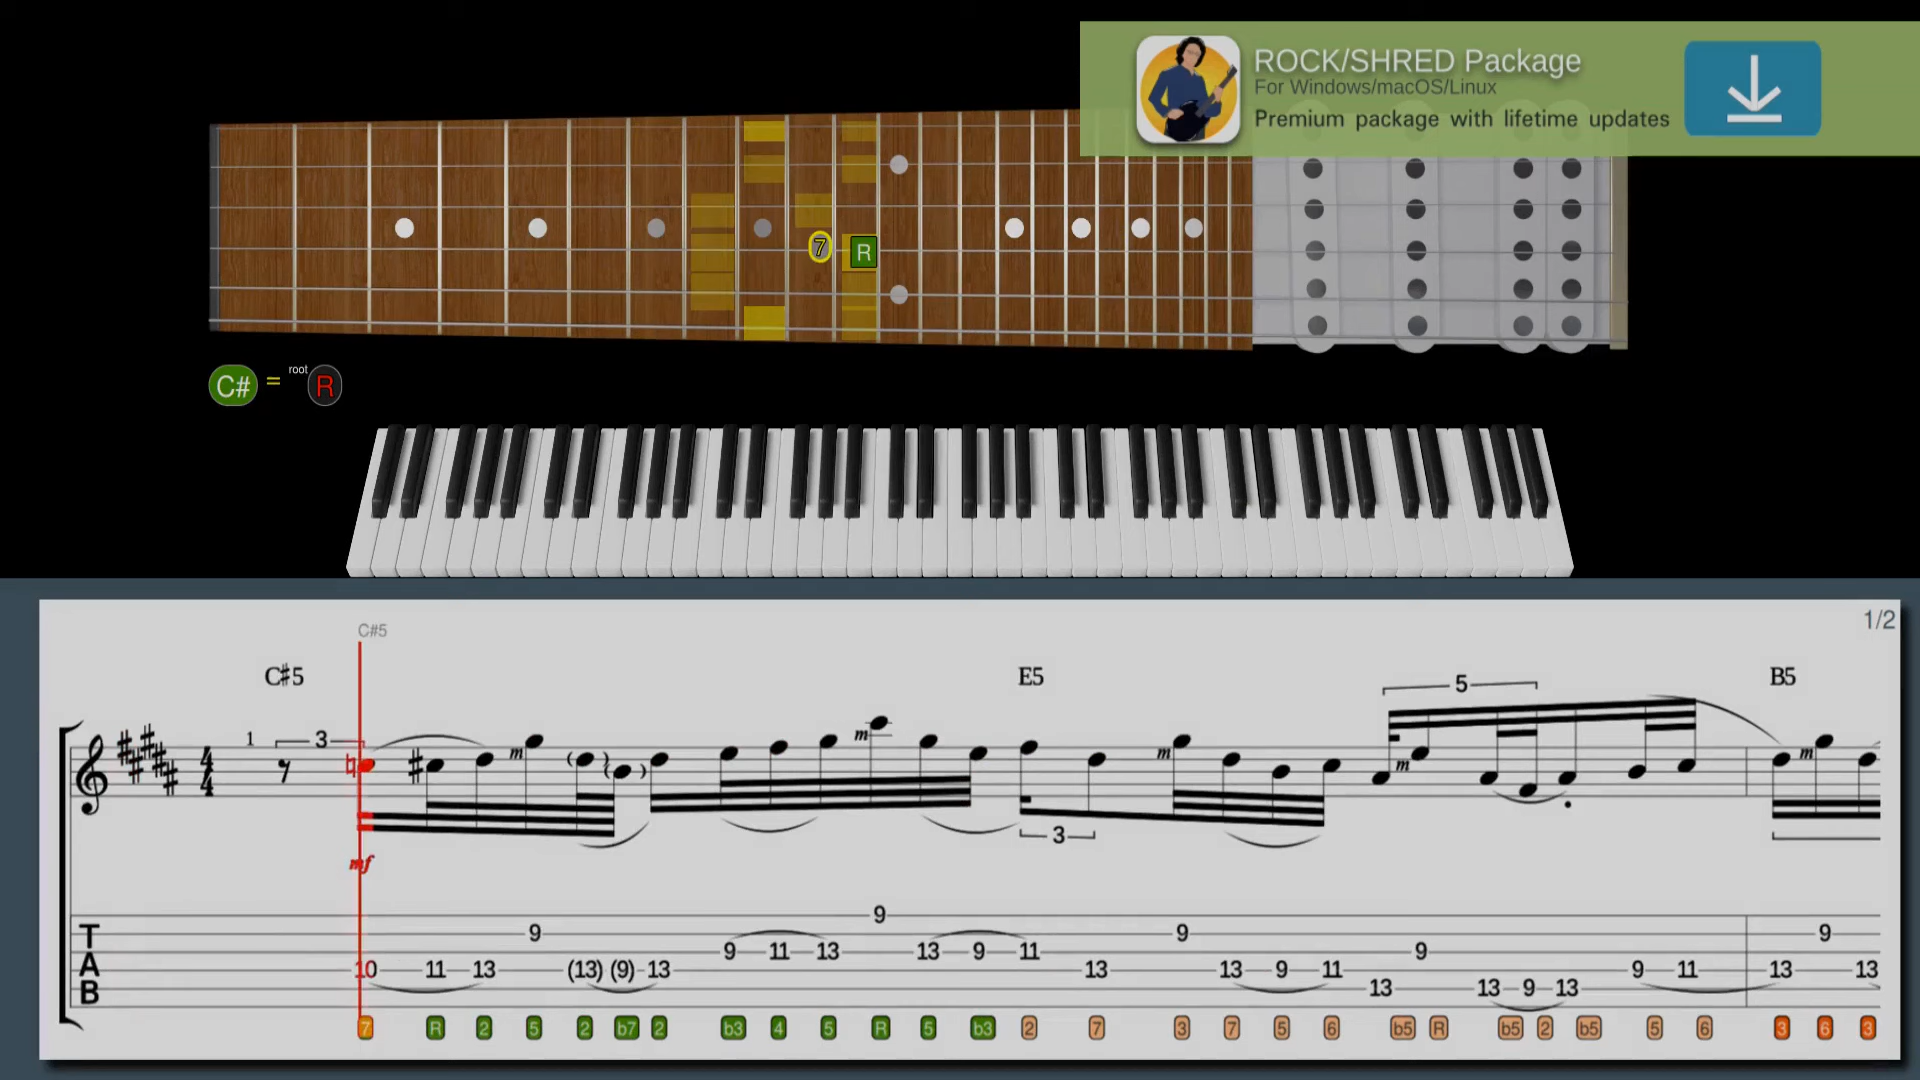 ROCK/SHRED Package
For Windows/macOS/Linux
Premium package with lifetime updates
7 R
C# = root R
1/2
C#5
C♯5 E5 5 B5
1 3 m m m m m
4
4
3
mf
9
T 9 9 9
A 9 11 13 13 9 11 9
10 11 13 (13) (9) 13 13 13 9 11 9 11 13 13
B 13 13 9 13
7 R 2 5 2 b7 2 b3 4 5 R 5 b3 2 7 3 7 5 6 b5 R b5 2 b5 5 6 3 6 3